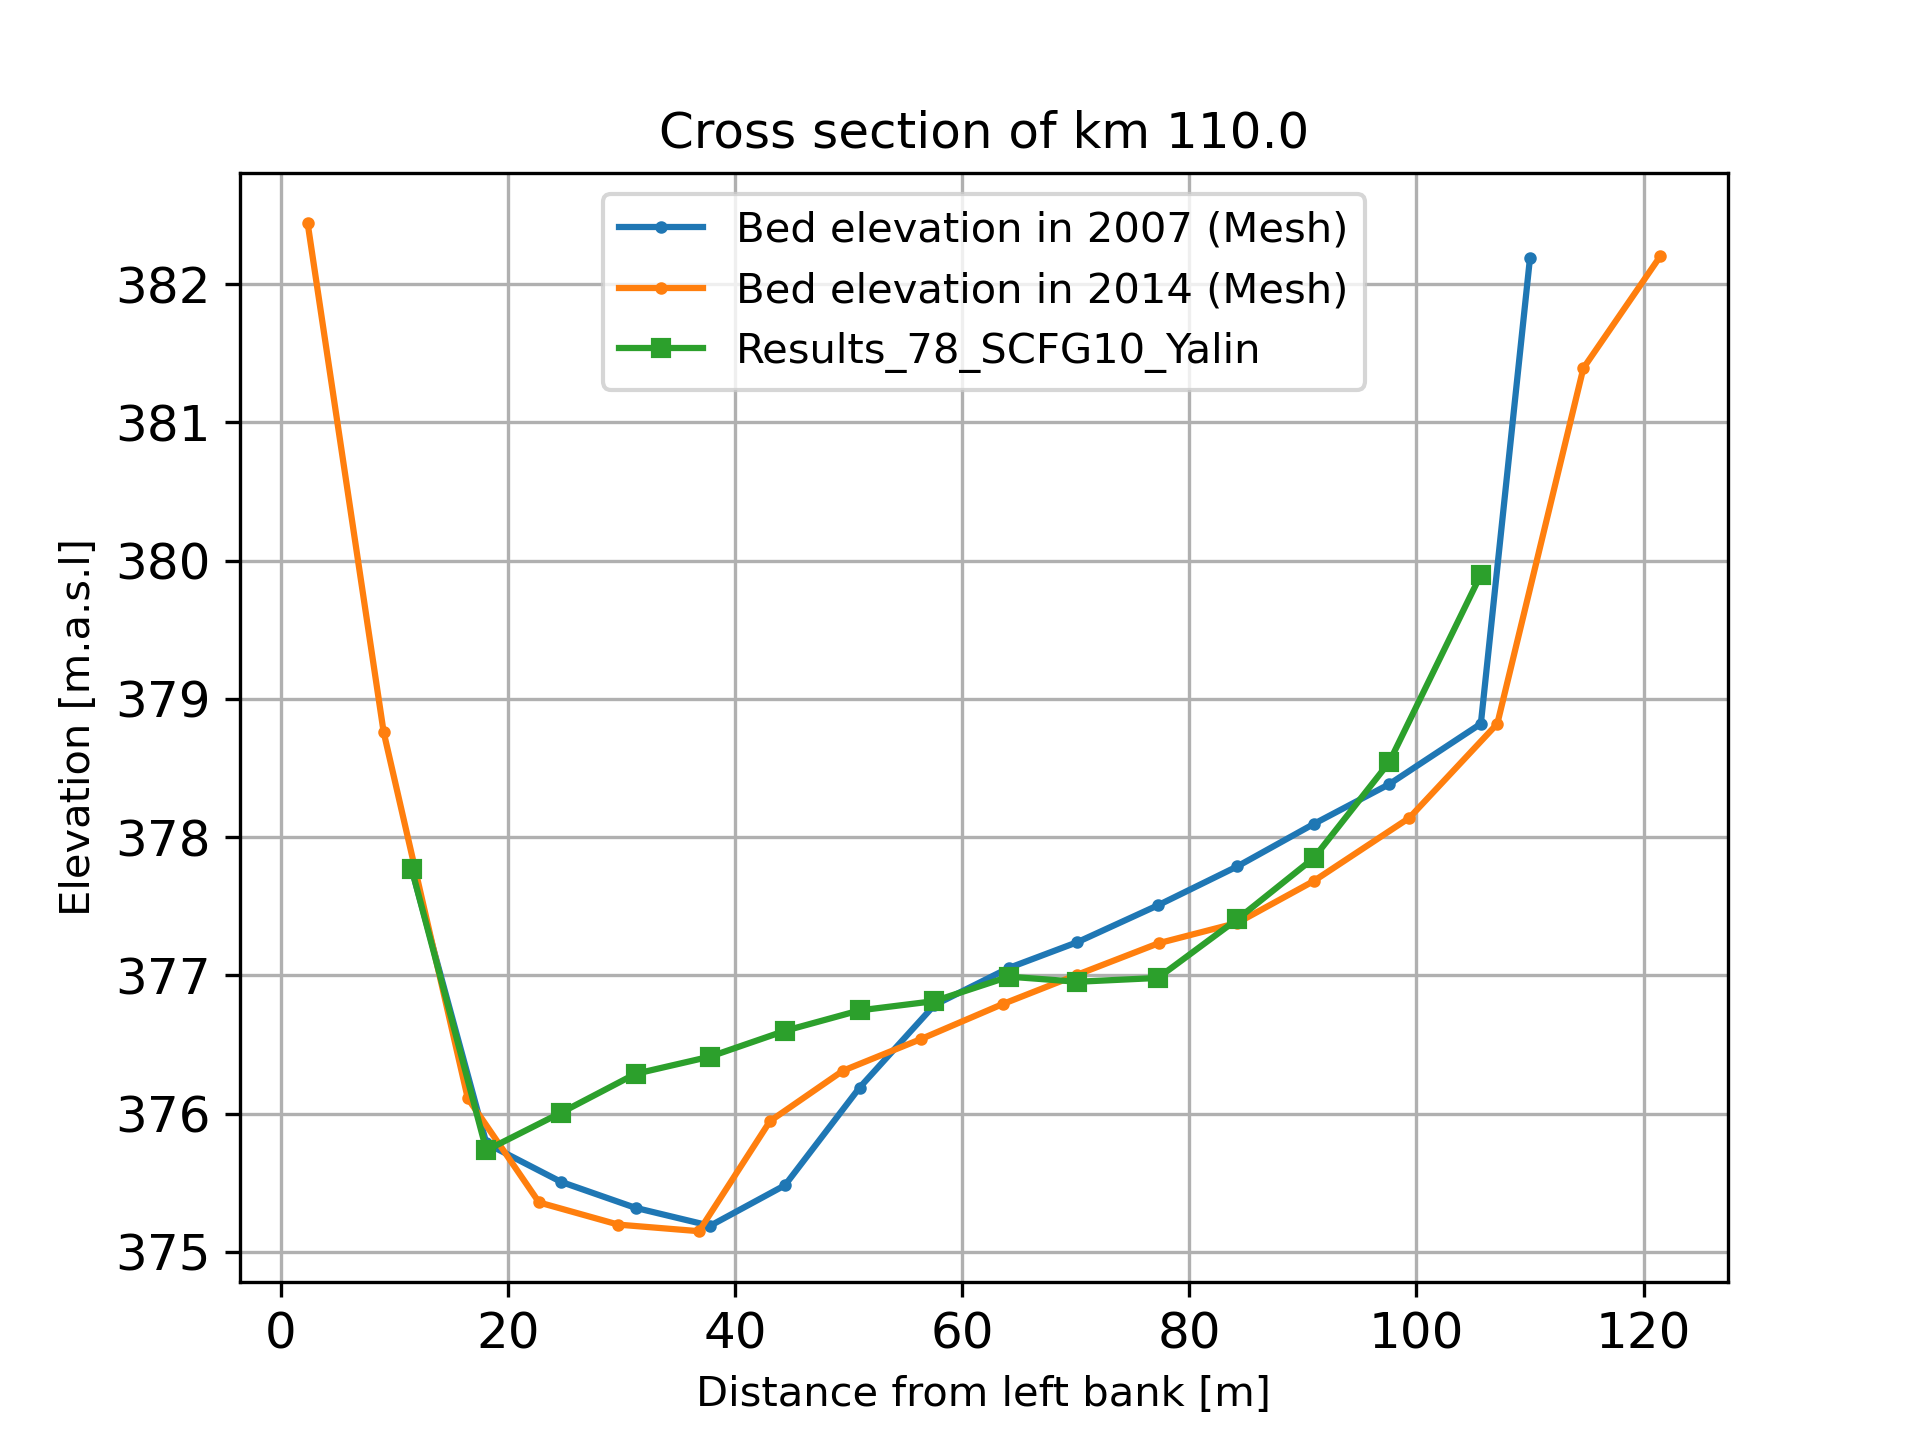 Cross section of km 110.0
Bed elevation in 2007 (Mesh)
Bed elevation in 2014 (Mesh)
Results_78_SCFG10_Yalin
Elevation [m.a.s.l]
382
381
380
379
378
377
376
375
0 20 40 60 80 100 120
Distance from left bank [m]